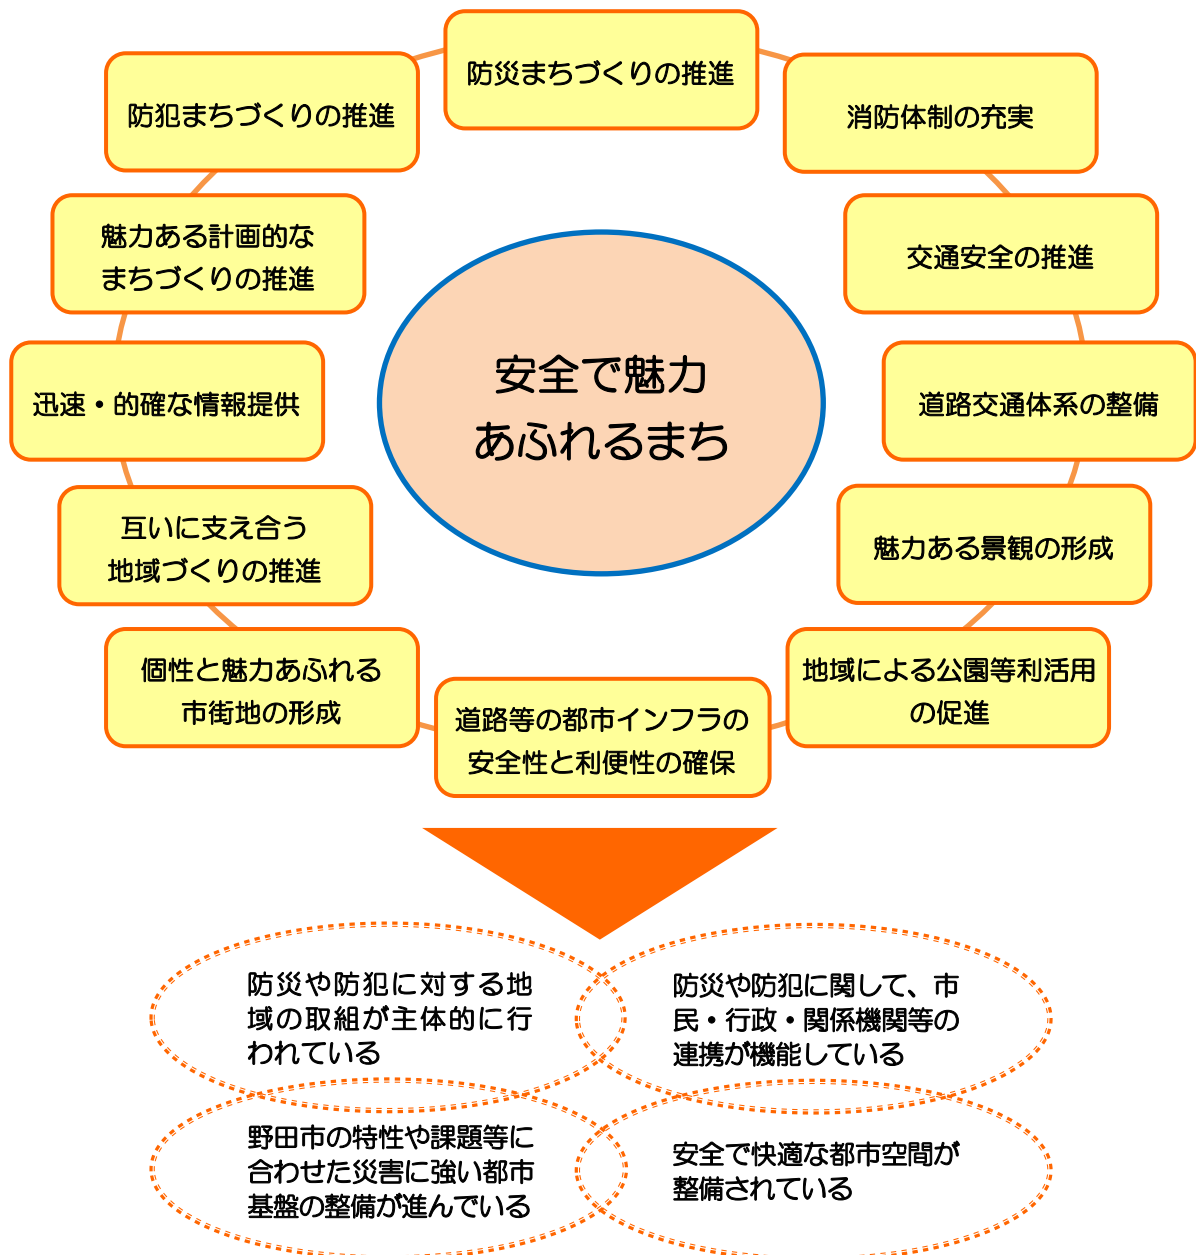 防災まちづくりの推進
防犯まちづくりの推進
消防体制の充実
魅力ある計画的な
まちづくりの推進
交通安全の推進
安全で魅力
あふれるまち
迅速・的確な情報提供
道路交通体系の整備
互いに支え合う
地域づくりの推進
魅力ある景観の形成
個性と魅力あふれる
市街地の形成
地域による公園等利活用
の促進
道路等の都市インフラの
安全性と利便性の確保
防災や防犯に対する地
域の取組が主体的に行
われている
防災や防犯に関して、市
民・行政・関係機関等の
連携が機能している
野田市の特性や課題等に
合わせた災害に強い都市
基盤の整備が進んでいる
安全で快適な都市空間が
整備されている